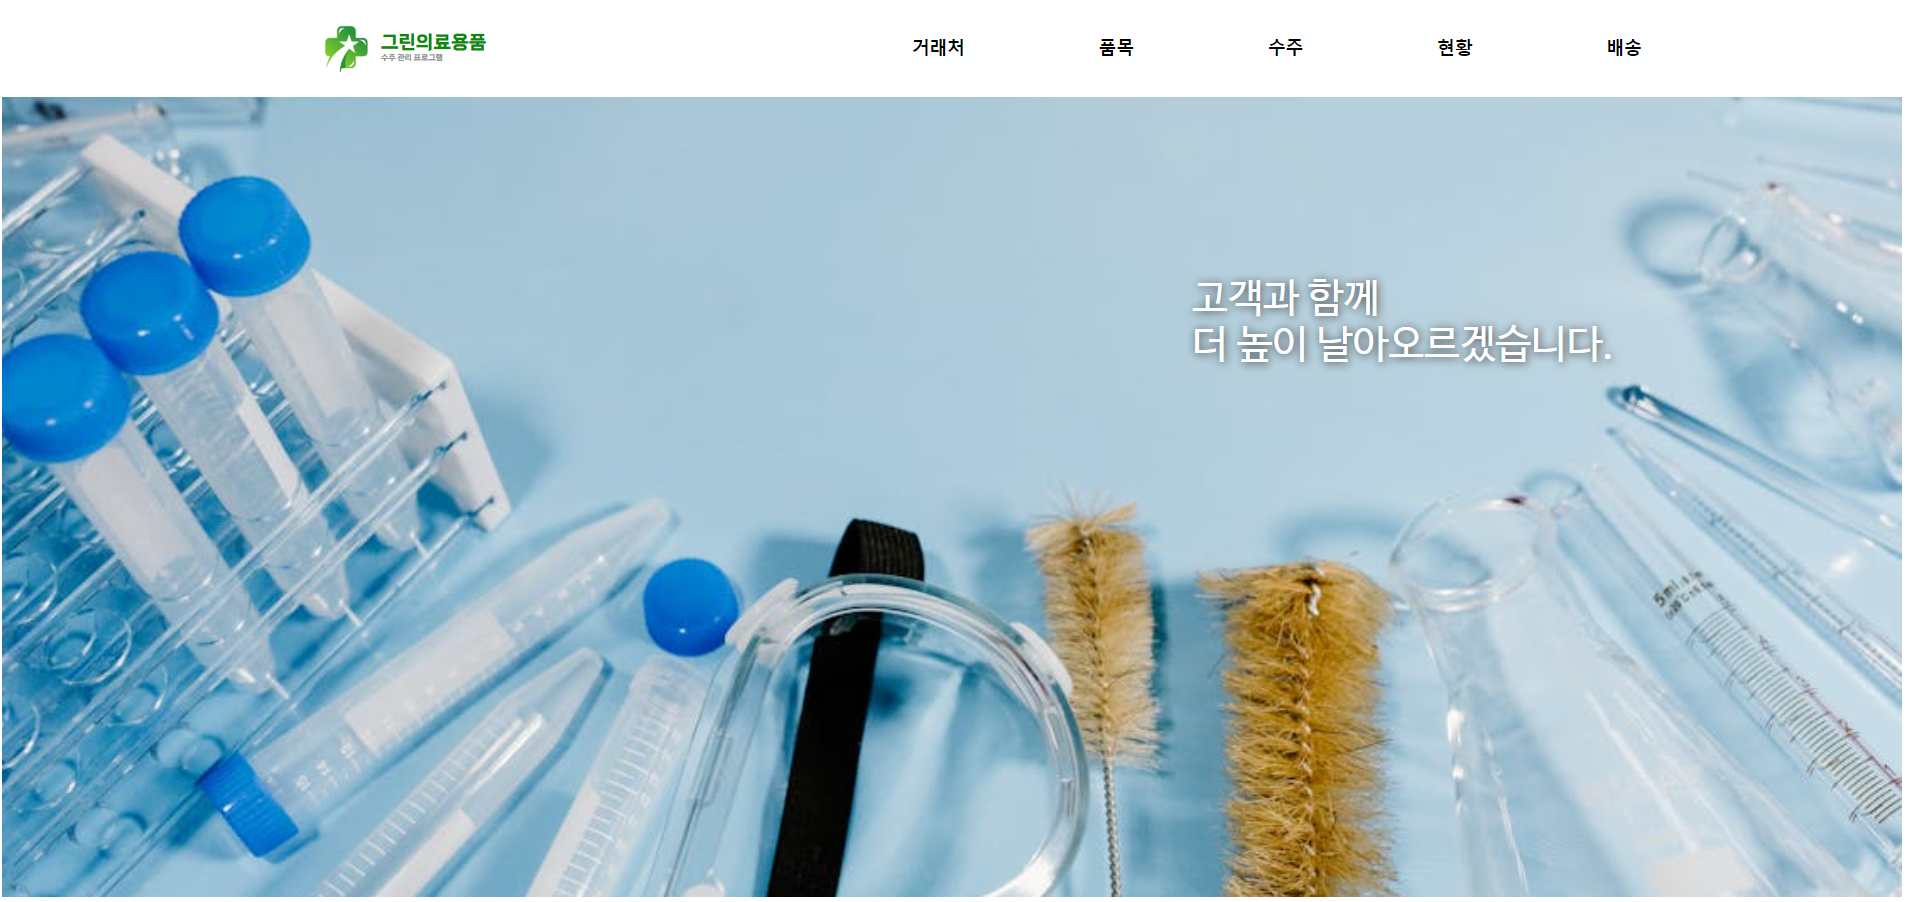 그린의료용품
수주 관리 프로그램
거래처
품목
수주
현황
배송
고객과 함께
더 높이 날아오르겠습니다.
5ml